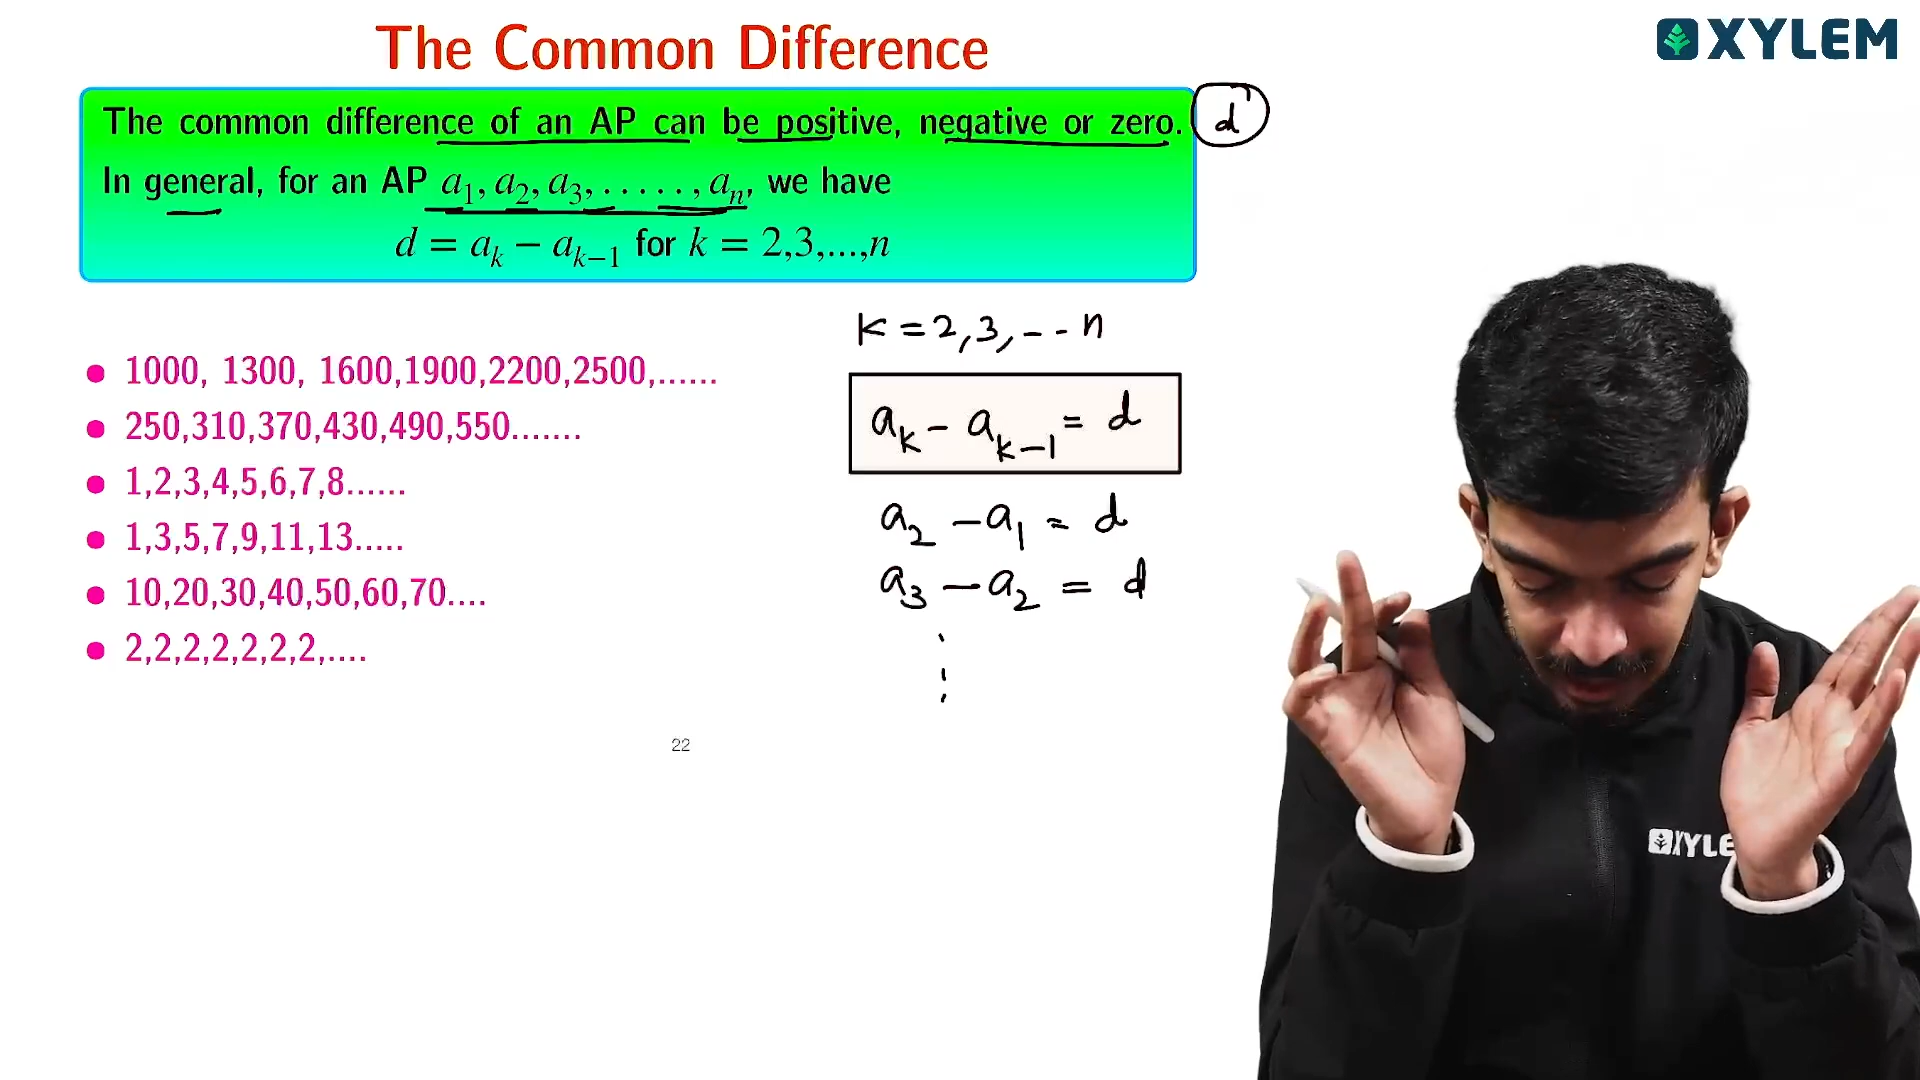 The Common Difference
XYLEM
The common difference of an AP can be positive, negative or zero.
d
In general, for an AP a₁, a₂, a₃, . . . . . ., aₙ, we have
d = aₖ − aₖ₋₁ for k = 2,3,...,n
k = 2, 3, - - n
• 1000, 1300, 1600,1900,2200,2500,......
aₖ − aₖ₋₁ = d
• 250,310,370,430,490,550.......
• 1,2,3,4,5,6,7,8......
a₂ − a₁ = d
• 1,3,5,7,9,11,13.....
a₃ − a₂ = d
• 10,20,30,40,50,60,70....
• 2,2,2,2,2,2,2,....
22
XYLE